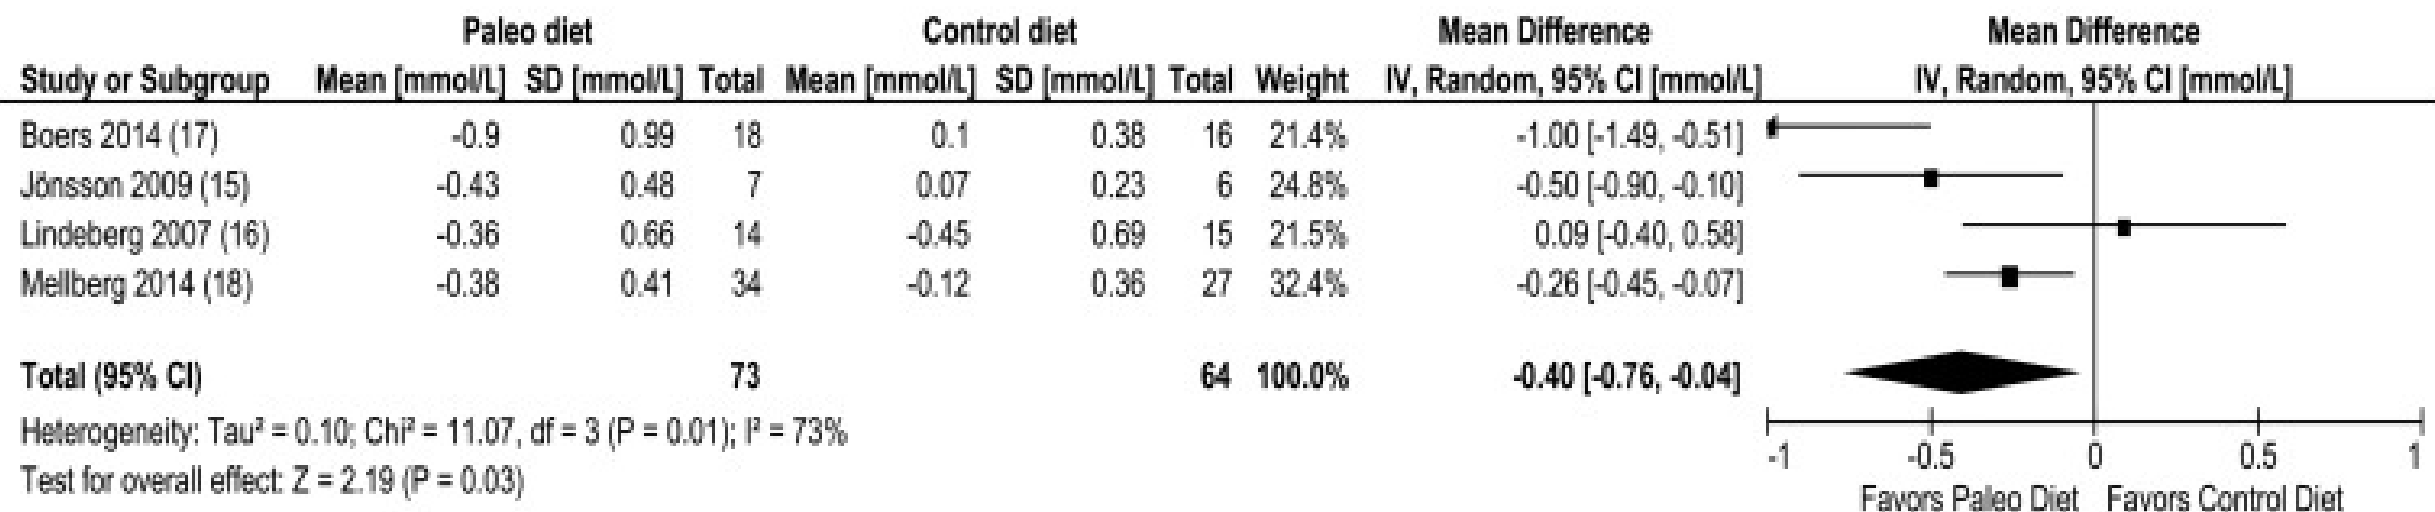 Paleo diet Control diet Mean Difference Mean Difference
Study or Subgroup Mean [mmol/L] SD [mmol/L] Total Mean [mmol/L] SD [mmol/L] Total Weight IV, Random, 95% CI [mmol/L] IV, Random, 95% CI [mmol/L]
Boers 2014 (17) -0.9 0.99 18 0.1 0.38 16 21.4% -1.00 [-1.49, -0.51]
Jönsson 2009 (15) -0.43 0.48 7 0.07 0.23 6 24.8% -0.50 [-0.90, -0.10]
Lindeberg 2007 (16) -0.36 0.66 14 -0.45 0.69 15 21.5% 0.09 [-0.40, 0.58]
Mellberg 2014 (18) -0.38 0.41 34 -0.12 0.36 27 32.4% -0.26 [-0.45, -0.07]
Total (95% CI) 73 64 100.0% -0.40 [-0.76, -0.04]
Heterogeneity: Tau² = 0.10; Chi² = 11.07, df = 3 (P = 0.01); I² = 73%
Test for overall effect: Z = 2.19 (P = 0.03)
-1 -0.5 0 0.5 1
Favors Paleo Diet Favors Control Diet